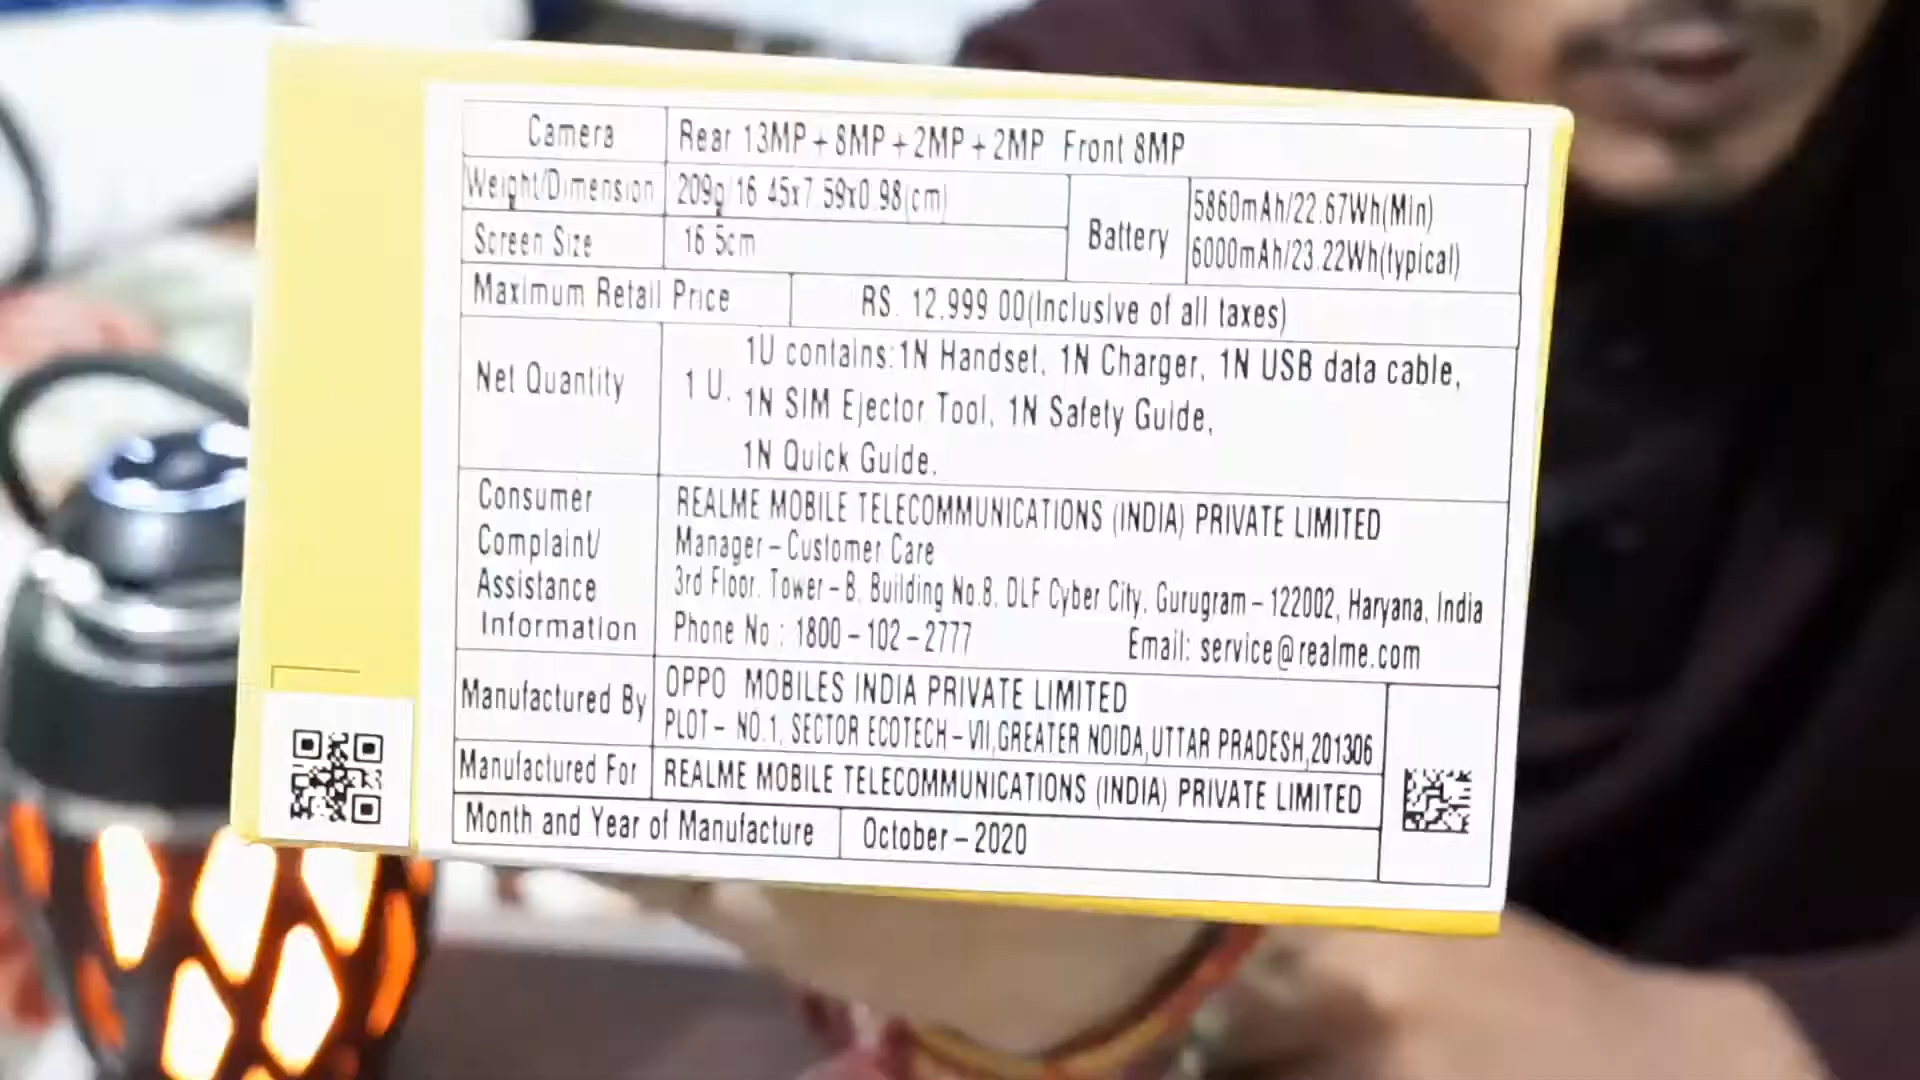 Camera Rear 13MP + 8MP + 2MP + 2MP Front 8MP
Weight/Dimension 209g/16.45x7.59x0.98(cm)
Screen Size 16.5cm
Battery 5860mAh/22.67Wh(Min)
6000mAh/23.22Wh(typical)
Maximum Retail Price RS. 12,999.00(Inclusive of all taxes)
Net Quantity 1 U. 1U contains:1N Handset, 1N Charger, 1N USB data cable,
1N SIM Ejector Tool, 1N Safety Guide,
1N Quick Guide.
Consumer
Complaint/
Assistance
Information
REALME MOBILE TELECOMMUNICATIONS (INDIA) PRIVATE LIMITED
Manager – Customer Care
3rd Floor, Tower – B, Building No.8, DLF Cyber City, Gurugram – 122002, Haryana, India
Phone No : 1800 – 102 – 2777 Email: service@realme.com
Manufactured By OPPO MOBILES INDIA PRIVATE LIMITED
PLOT – NO.1, SECTOR ECOTECH – VII,GREATER NOIDA,UTTAR PRADESH,201306
Manufactured For REALME MOBILE TELECOMMUNICATIONS (INDIA) PRIVATE LIMITED
Month and Year of Manufacture October – 2020